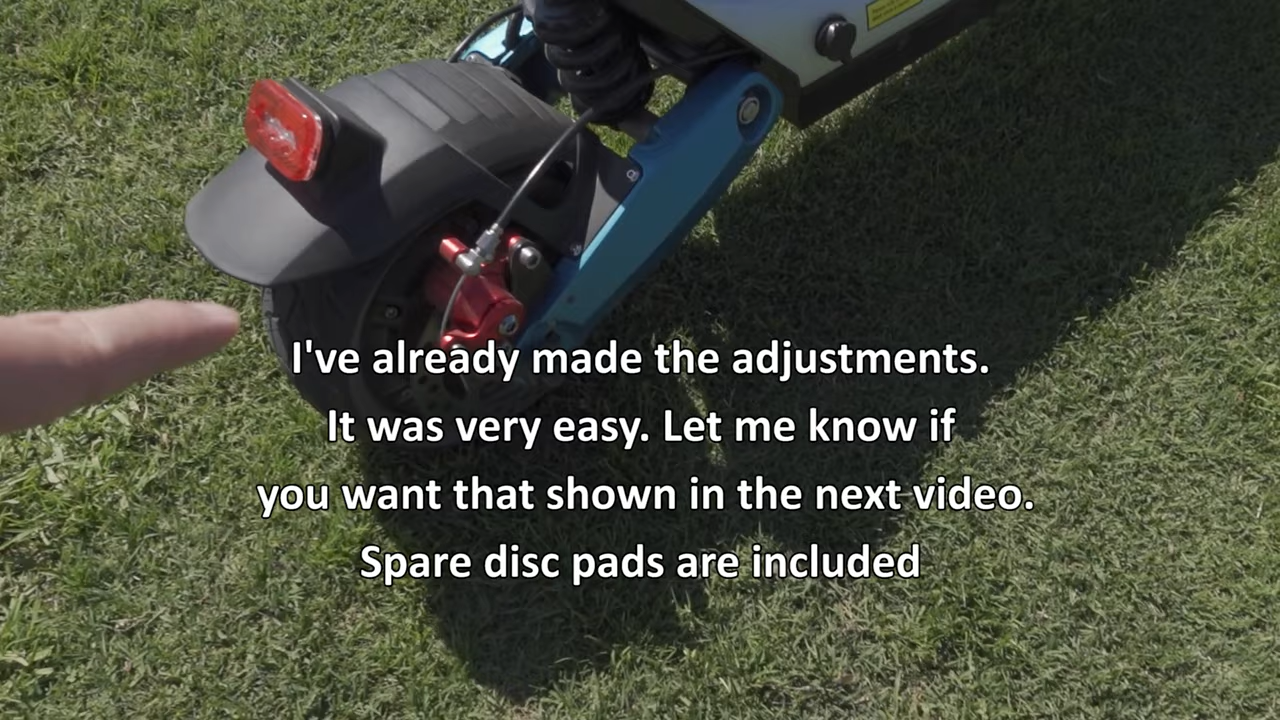 I've already made the adjustments.
It was very easy. Let me know if
you want that shown in the next video.
Spare disc pads are included